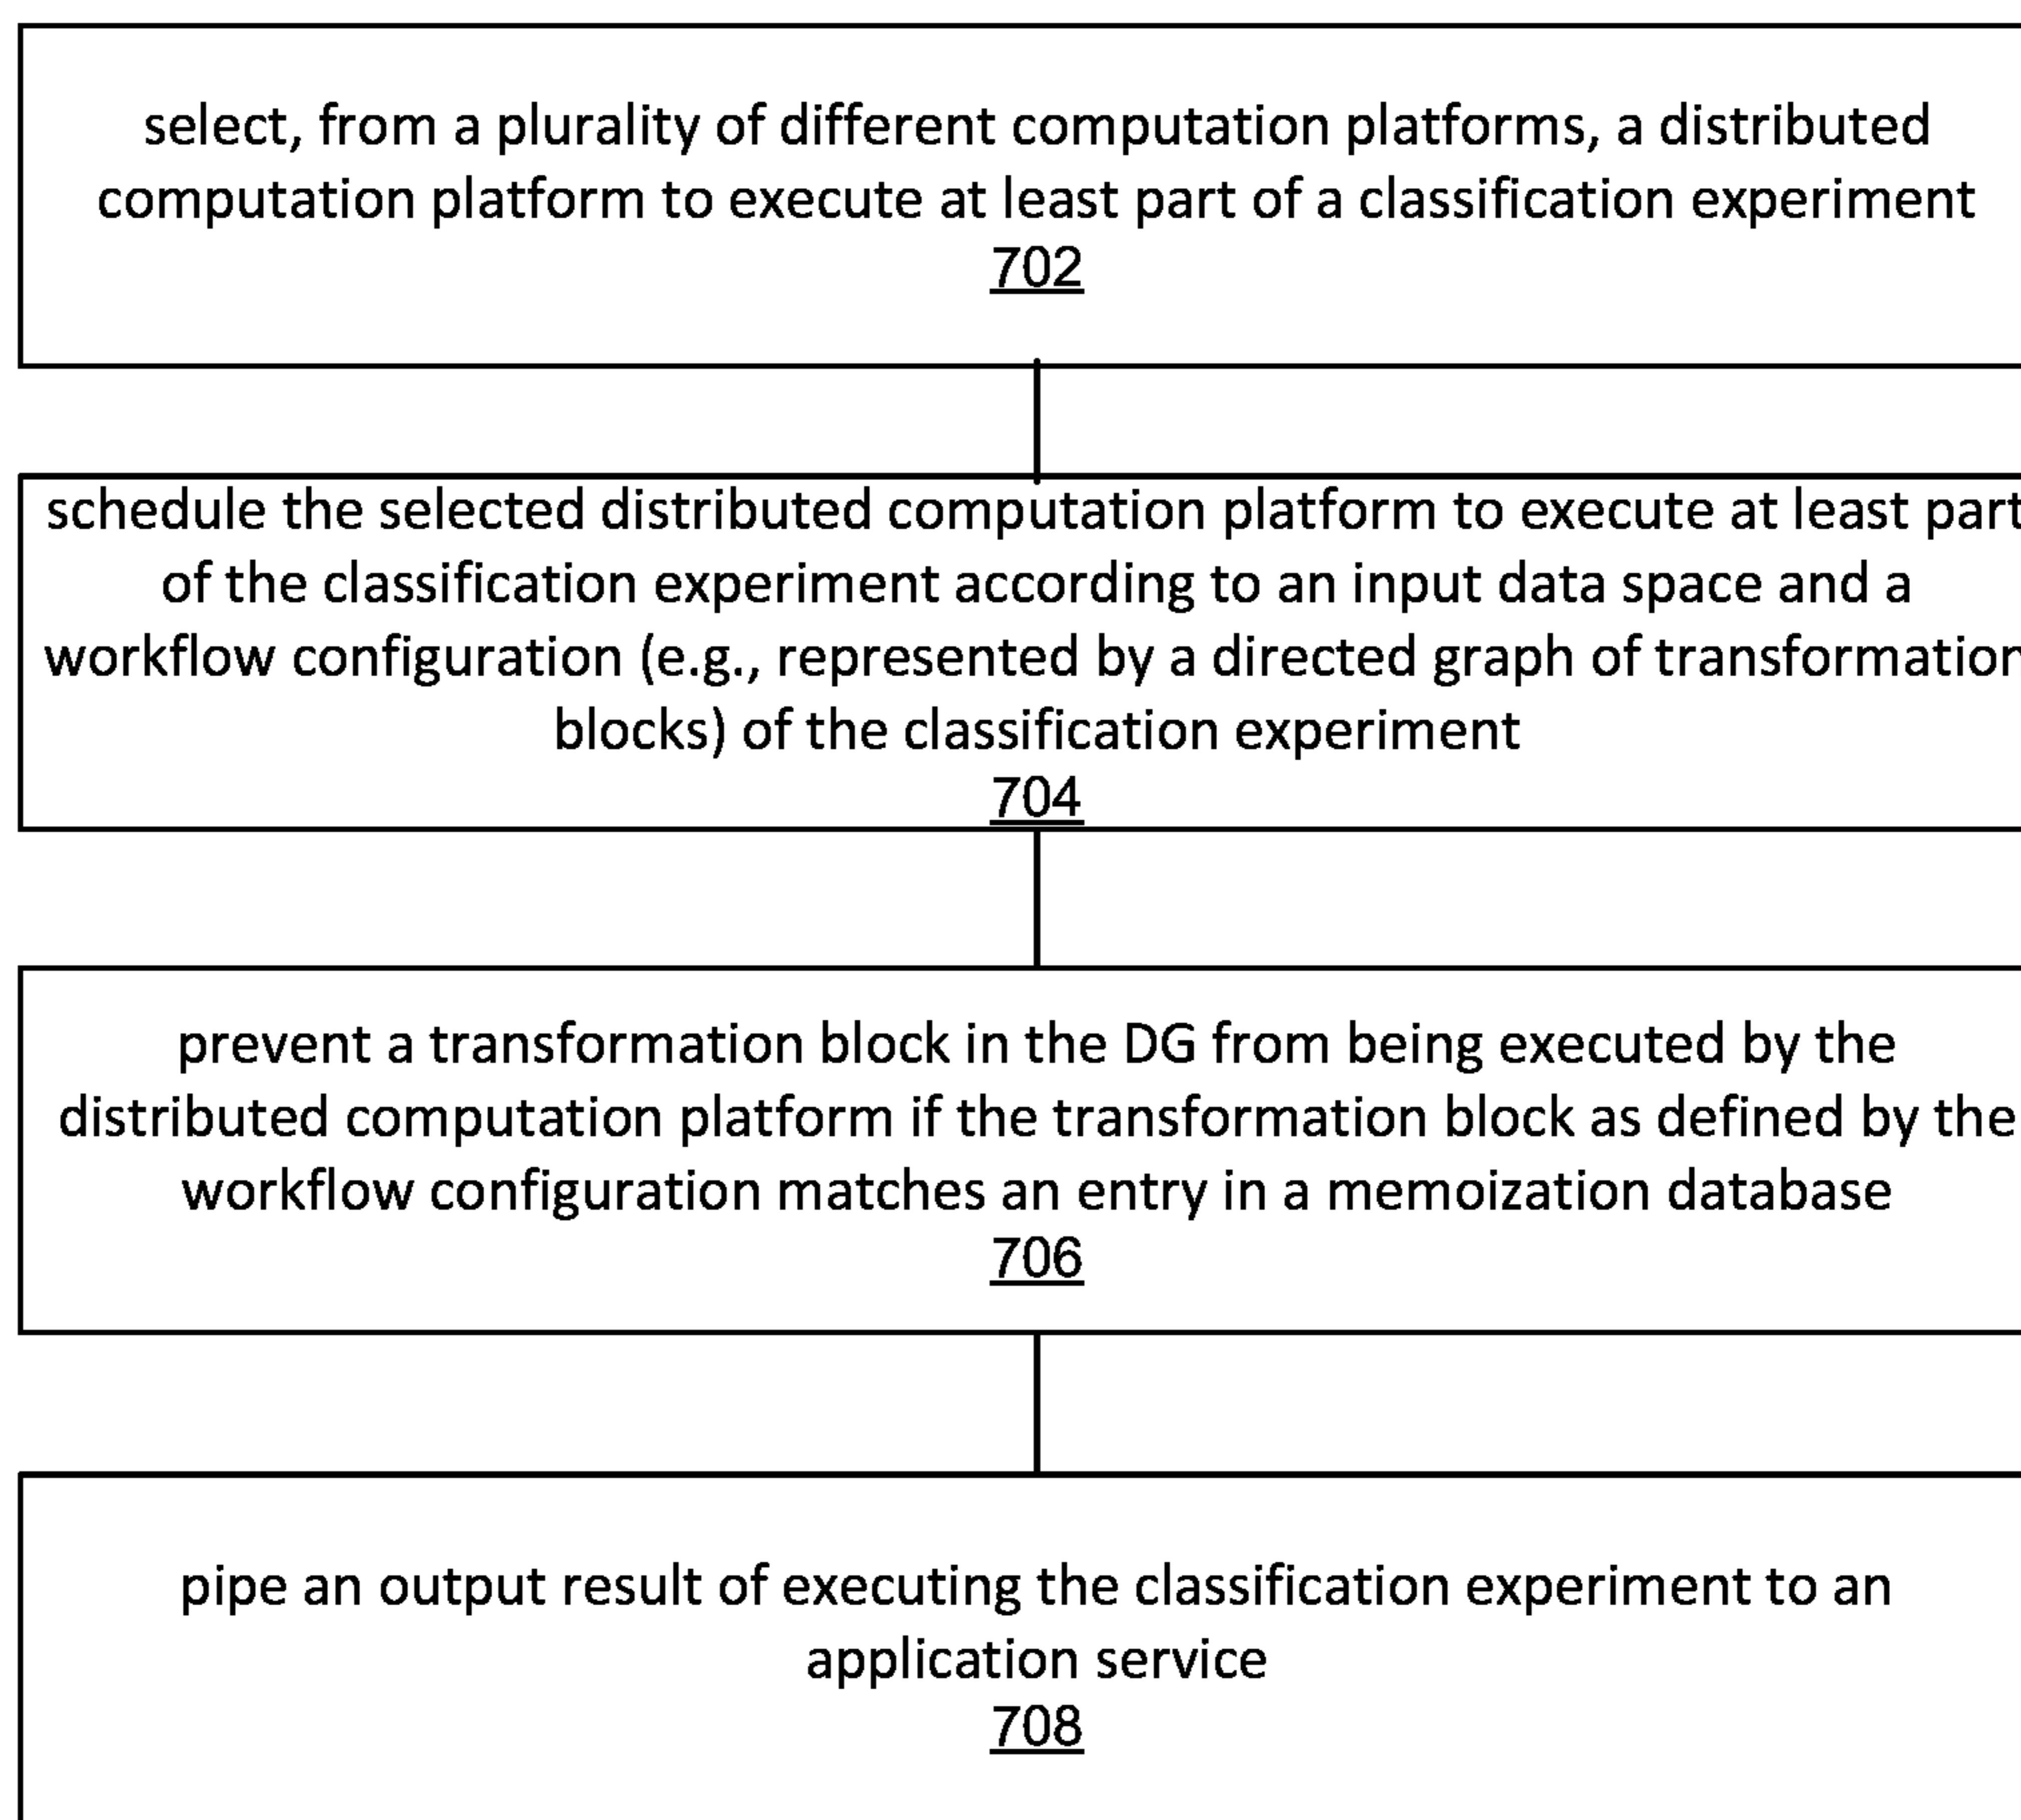 select, from a plurality of different computation platforms, a distributed
computation platform to execute at least part of a classification experiment
702
schedule the selected distributed computation platform to execute at least part
of the classification experiment according to an input data space and a
workflow configuration (e.g., represented by a directed graph of transformation
blocks) of the classification experiment
704
prevent a transformation block in the DG from being executed by the
distributed computation platform if the transformation block as defined by the
workflow configuration matches an entry in a memoization database
706
pipe an output result of executing the classification experiment to an
application service
708